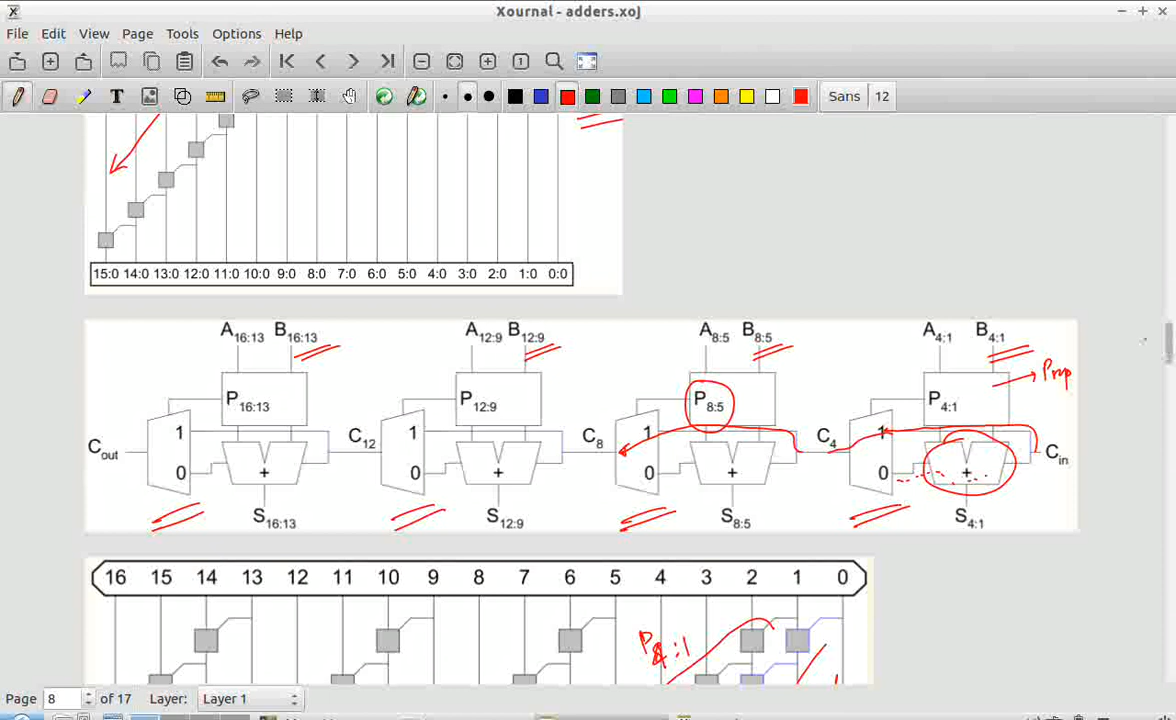 Xournal - adders.xoj
File Edit View Page Tools Options Help
Sans 12
15:0 14:0 13:0 12:0 11:0 10:0 9:0 8:0 7:0 6:0 5:0 4:0 3:0 2:0 1:0 0:0
A16:13 B16:13 A12:9 B12:9 A8:5 B8:5 A4:1 B4:1
Prop
P16:13 P12:9 P8:5 P4:1
1 1 1 1
Cout C12 C8 C4 Cin
0 + 0 + 0 + 0 +
S16:13 S12:9 S8:5 S4:1
16 15 14 13 12 11 10 9 8 7 6 5 4 3 2 1 0
Page 8 of 17 Layer: Layer 1